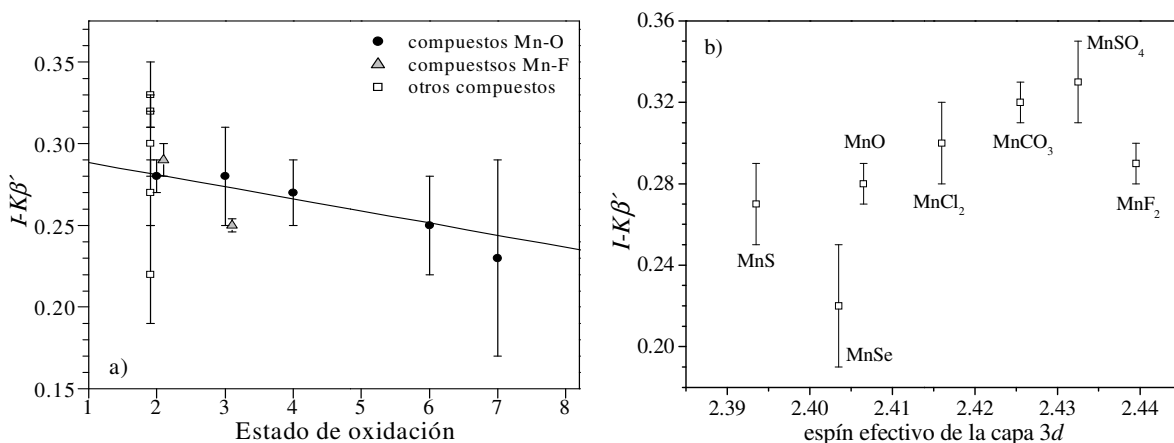 0.35
0.30
0.25
0.20
0.15
I-Kβ´
compuestos Mn-O
compuestsos Mn-F
otros compuestos
a)
1 2 3 4 5 6 7 8
Estado de oxidación
b)
0.36
0.32
0.28
0.24
0.20
I-Kβ´
MnSO₄
MnO
MnCO₃
MnCl₂
MnF₂
MnS
MnSe
2.39 2.40 2.41 2.42 2.43 2.44
espín efectivo de la capa 3d